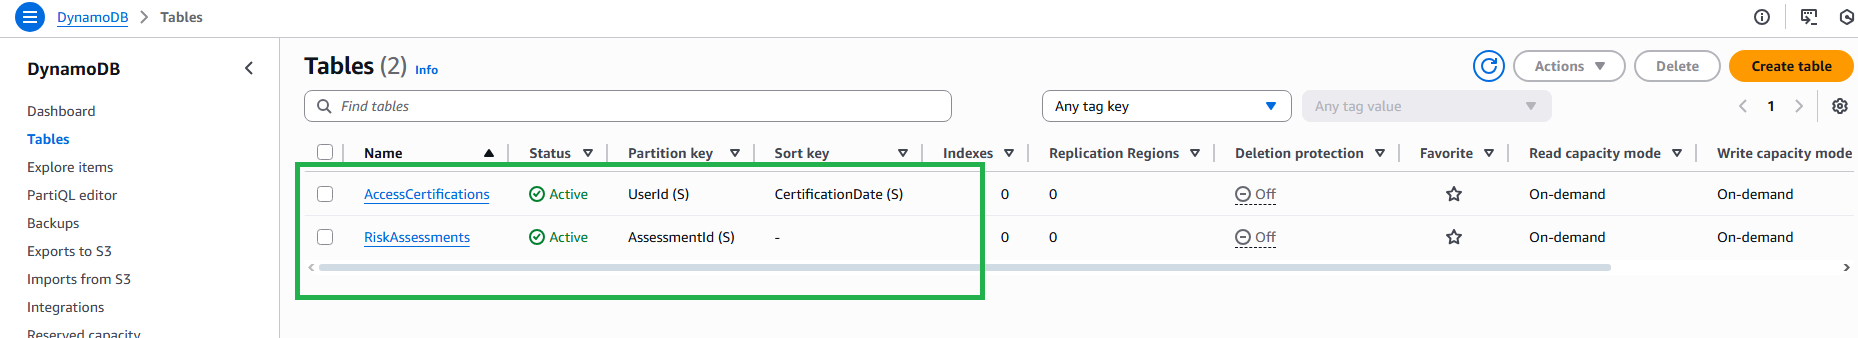 DynamoDB > Tables
DynamoDB
Dashboard
Tables
Explore items
PartiQL editor
Backups
Exports to S3
Imports from S3
Integrations
Reserved capacity
Tables (2) Info
Actions Delete Create table
Find tables Any tag key Any tag value 1
Name Status Partition key Sort key Indexes Replication Regions Deletion protection Favorite Read capacity mode Write capacity mode
AccessCertifications Active UserId (S) CertificationDate (S) 0 0 Off On-demand On-demand
RiskAssessments Active AssessmentId (S) - 0 0 Off On-demand On-demand